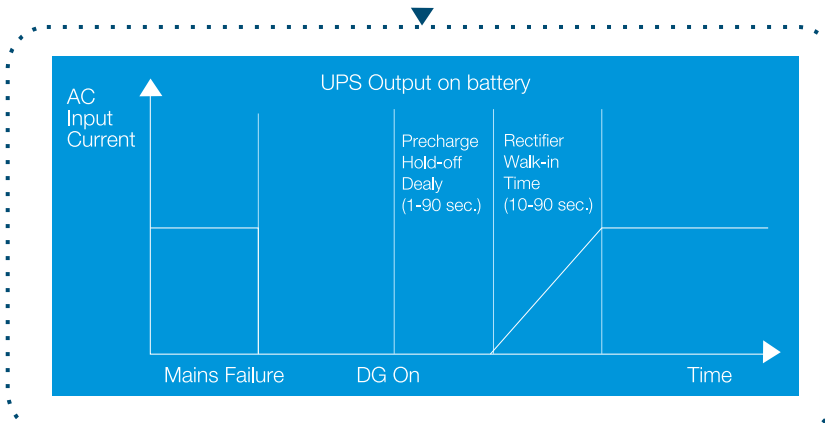 UPS Output on battery
AC
Input
Current
Precharge
Hold-off
Dealy
(1-90 sec.)
Rectifier
Walk-in
Time
(10-90 sec.)
Mains Failure
DG On
Time